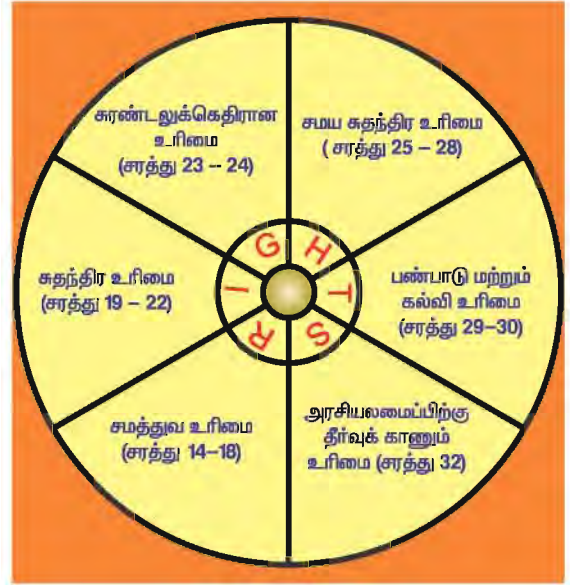 சுரண்டலுக்கெதிரான
உரிமை
(சரத்து 23 – 24)
சமய சுதந்திர உரிமை
( சரத்து 25 – 28)
சுதந்திர உரிமை
(சரத்து 19 – 22)
R I G H T S
பண்பாடு மற்றும்
கல்வி உரிமை
(சரத்து 29–30)
சமத்துவ உரிமை
(சரத்து 14–18)
அரசியலமைப்பிற்கு
தீர்வுக் காணும்
உரிமை (சரத்து 32)